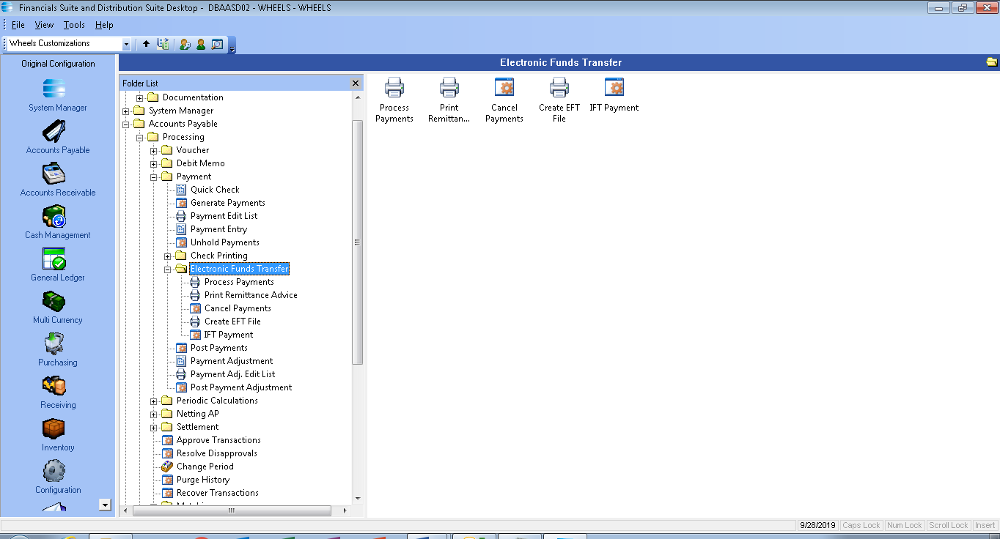 Financials Suite and Distribution Suite Desktop - DBAASD02 - WHEELS - WHEELS
File View Tools Help
Wheels Customizations
Original Configuration
System Manager
Accounts Payable
Accounts Receivable
Cash Management
General Ledger
Multi Currency
Purchasing
Receiving
Inventory
Configuration
Electronic Funds Transfer
Folder List
Documentation
System Manager
Accounts Payable
Processing
Voucher
Debit Memo
Payment
Quick Check
Generate Payments
Payment Edit List
Payment Entry
Unhold Payments
Check Printing
Electronic Funds Transfer
Process Payments
Print Remittance Advice
Cancel Payments
Create EFT File
IFT Payment
Post Payments
Payment Adjustment
Payment Adj. Edit List
Post Payment Adjustment
Periodic Calculations
Netting AP
Settlement
Approve Transactions
Resolve Disapprovals
Change Period
Purge History
Recover Transactions
Process
Payments
Print
Remittan...
Cancel
Payments
Create EFT
File
IFT Payment
9/28/2019 Caps Lock Num Lock Scroll Lock Insert